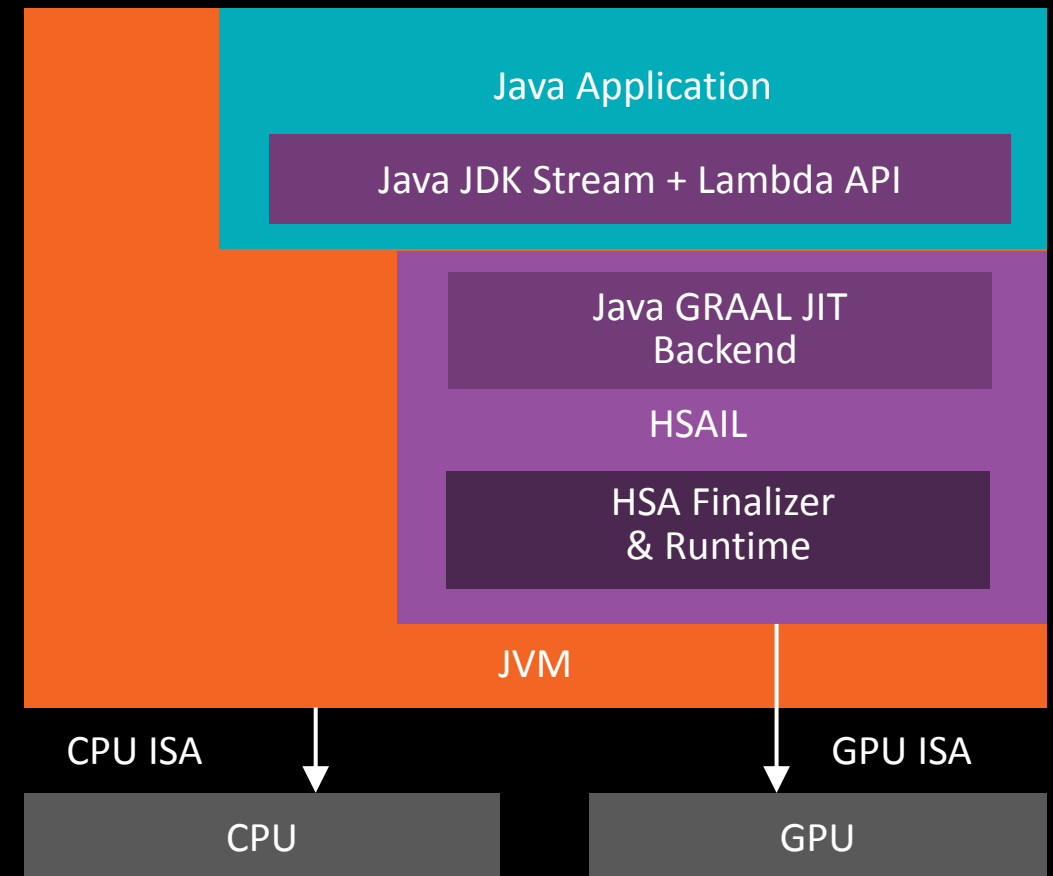 Java Application
Java JDK Stream + Lambda API
Java GRAAL JIT
Backend
HSAIL
HSA Finalizer
& Runtime
JVM
CPU ISA
GPU ISA
CPU
GPU